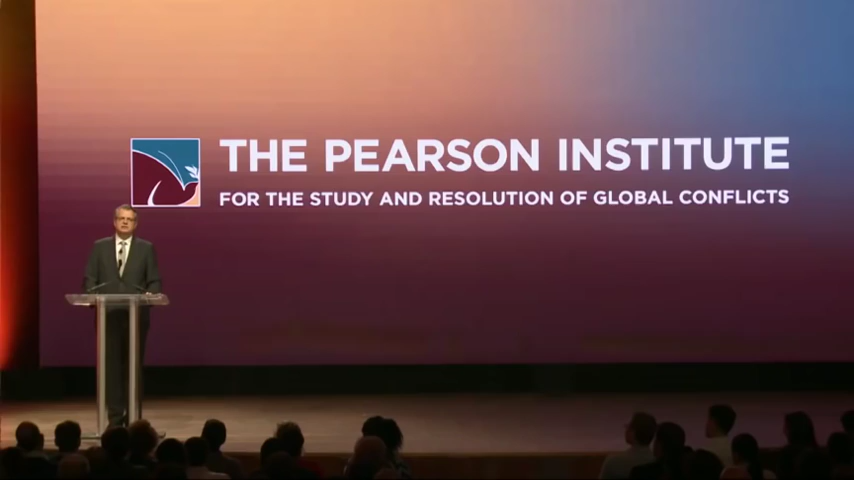 THE PEARSON INSTITUTE
FOR THE STUDY AND RESOLUTION OF GLOBAL CONFLICTS